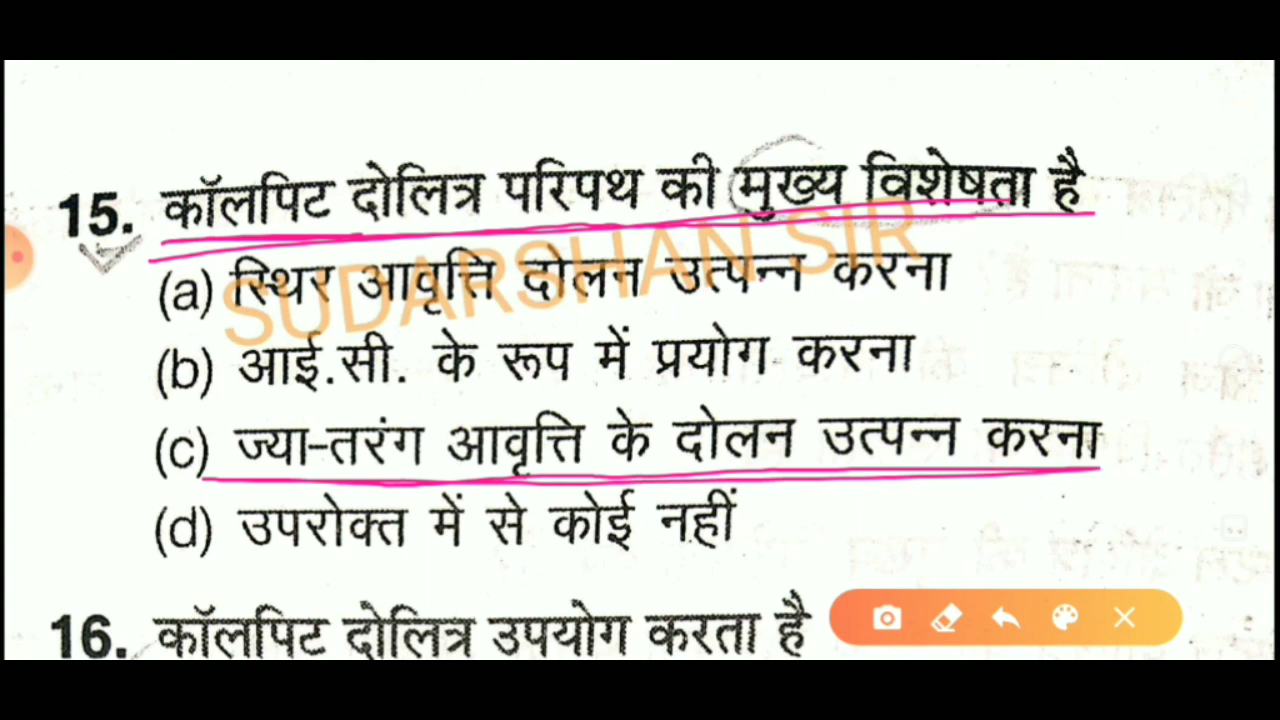 15. कॉलपिट दोलित्र परिपथ की मुख्य विशेषता है
(a) स्थिर आवृत्ति दोलन उत्पन्न करना
(b) आई.सी. के रूप में प्रयोग करना
(c) ज्या-तरंग आवृत्ति के दोलन उत्पन्न करना
(d) उपरोक्त में से कोई नहीं
16. कॉलपिट दोलित्र उपयोग करता है
SUDARSHAN SIR